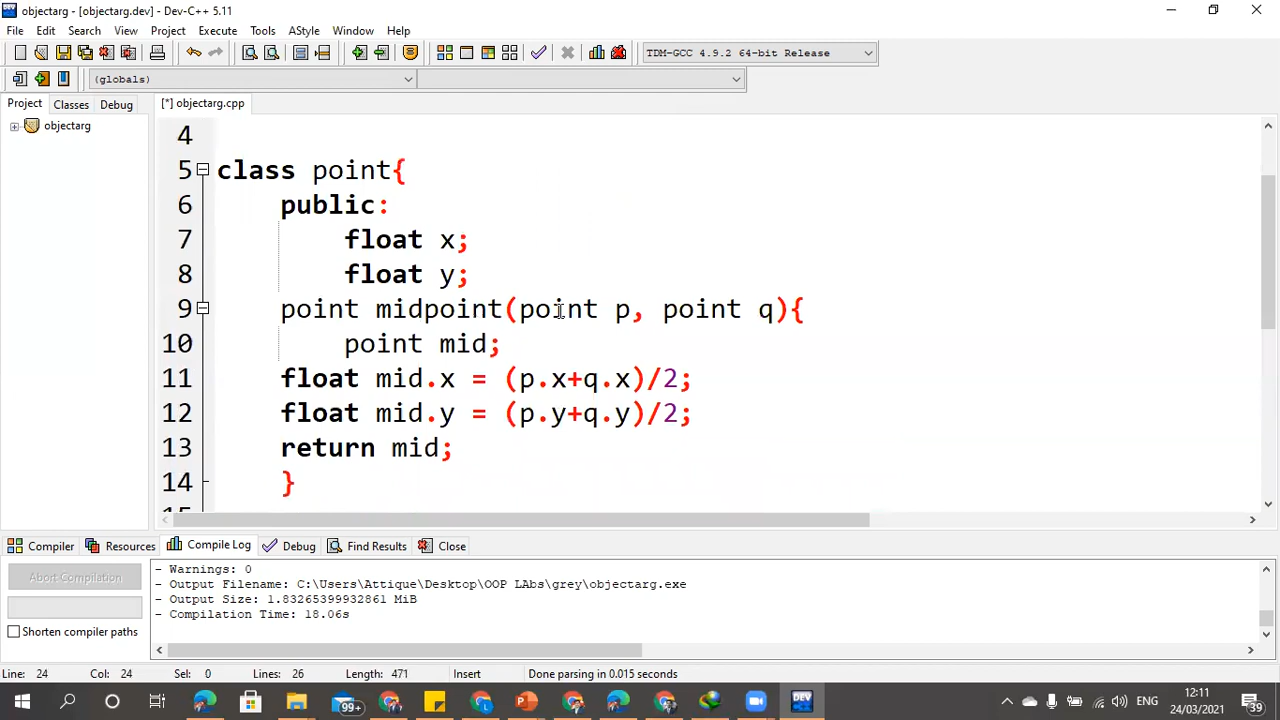 objectarg - [objectarg.dev] - Dev-C++ 5.11
File Edit Search View Project Execute Tools AStyle Window Help
TDM-GCC 4.9.2 64-bit Release
(globals)
Project Classes Debug
[*] objectarg.cpp
objectarg
4
5 class point{
6 public:
7 float x;
8 float y;
9 point midpoint(point p, point q){
10 point mid;
11 float mid.x = (p.x+q.x)/2;
12 float mid.y = (p.y+q.y)/2;
13 return mid;
14 }
Compiler Resources Compile Log Debug Find Results Close
Abort Compilation
Shorten compiler paths
- Warnings: 0
- Output Filename: C:\Users\Attique\Desktop\OOP LAbs\grey\objectarg.exe
- Output Size: 1.83265399932861 MiB
- Compilation Time: 18.06s
Line: 24 Col: 24 Sel: 0 Lines: 26 Length: 471 Insert Done parsing in 0.015 seconds
99+
DEV
ENG
12:11
24/03/2021
39